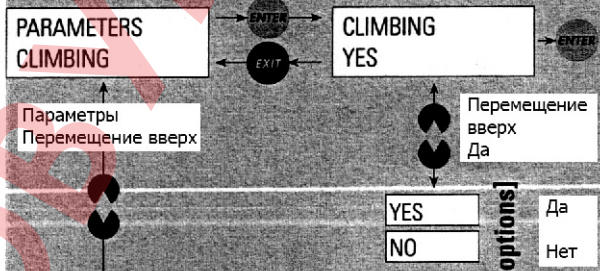 PARAMETERS
CLIMBING
ENTER
EXIT
CLIMBING
YES
ENTER
Параметры
Перемещение вверх
Перемещение
вверх
Да
YES
NO
options]
Да
Нет